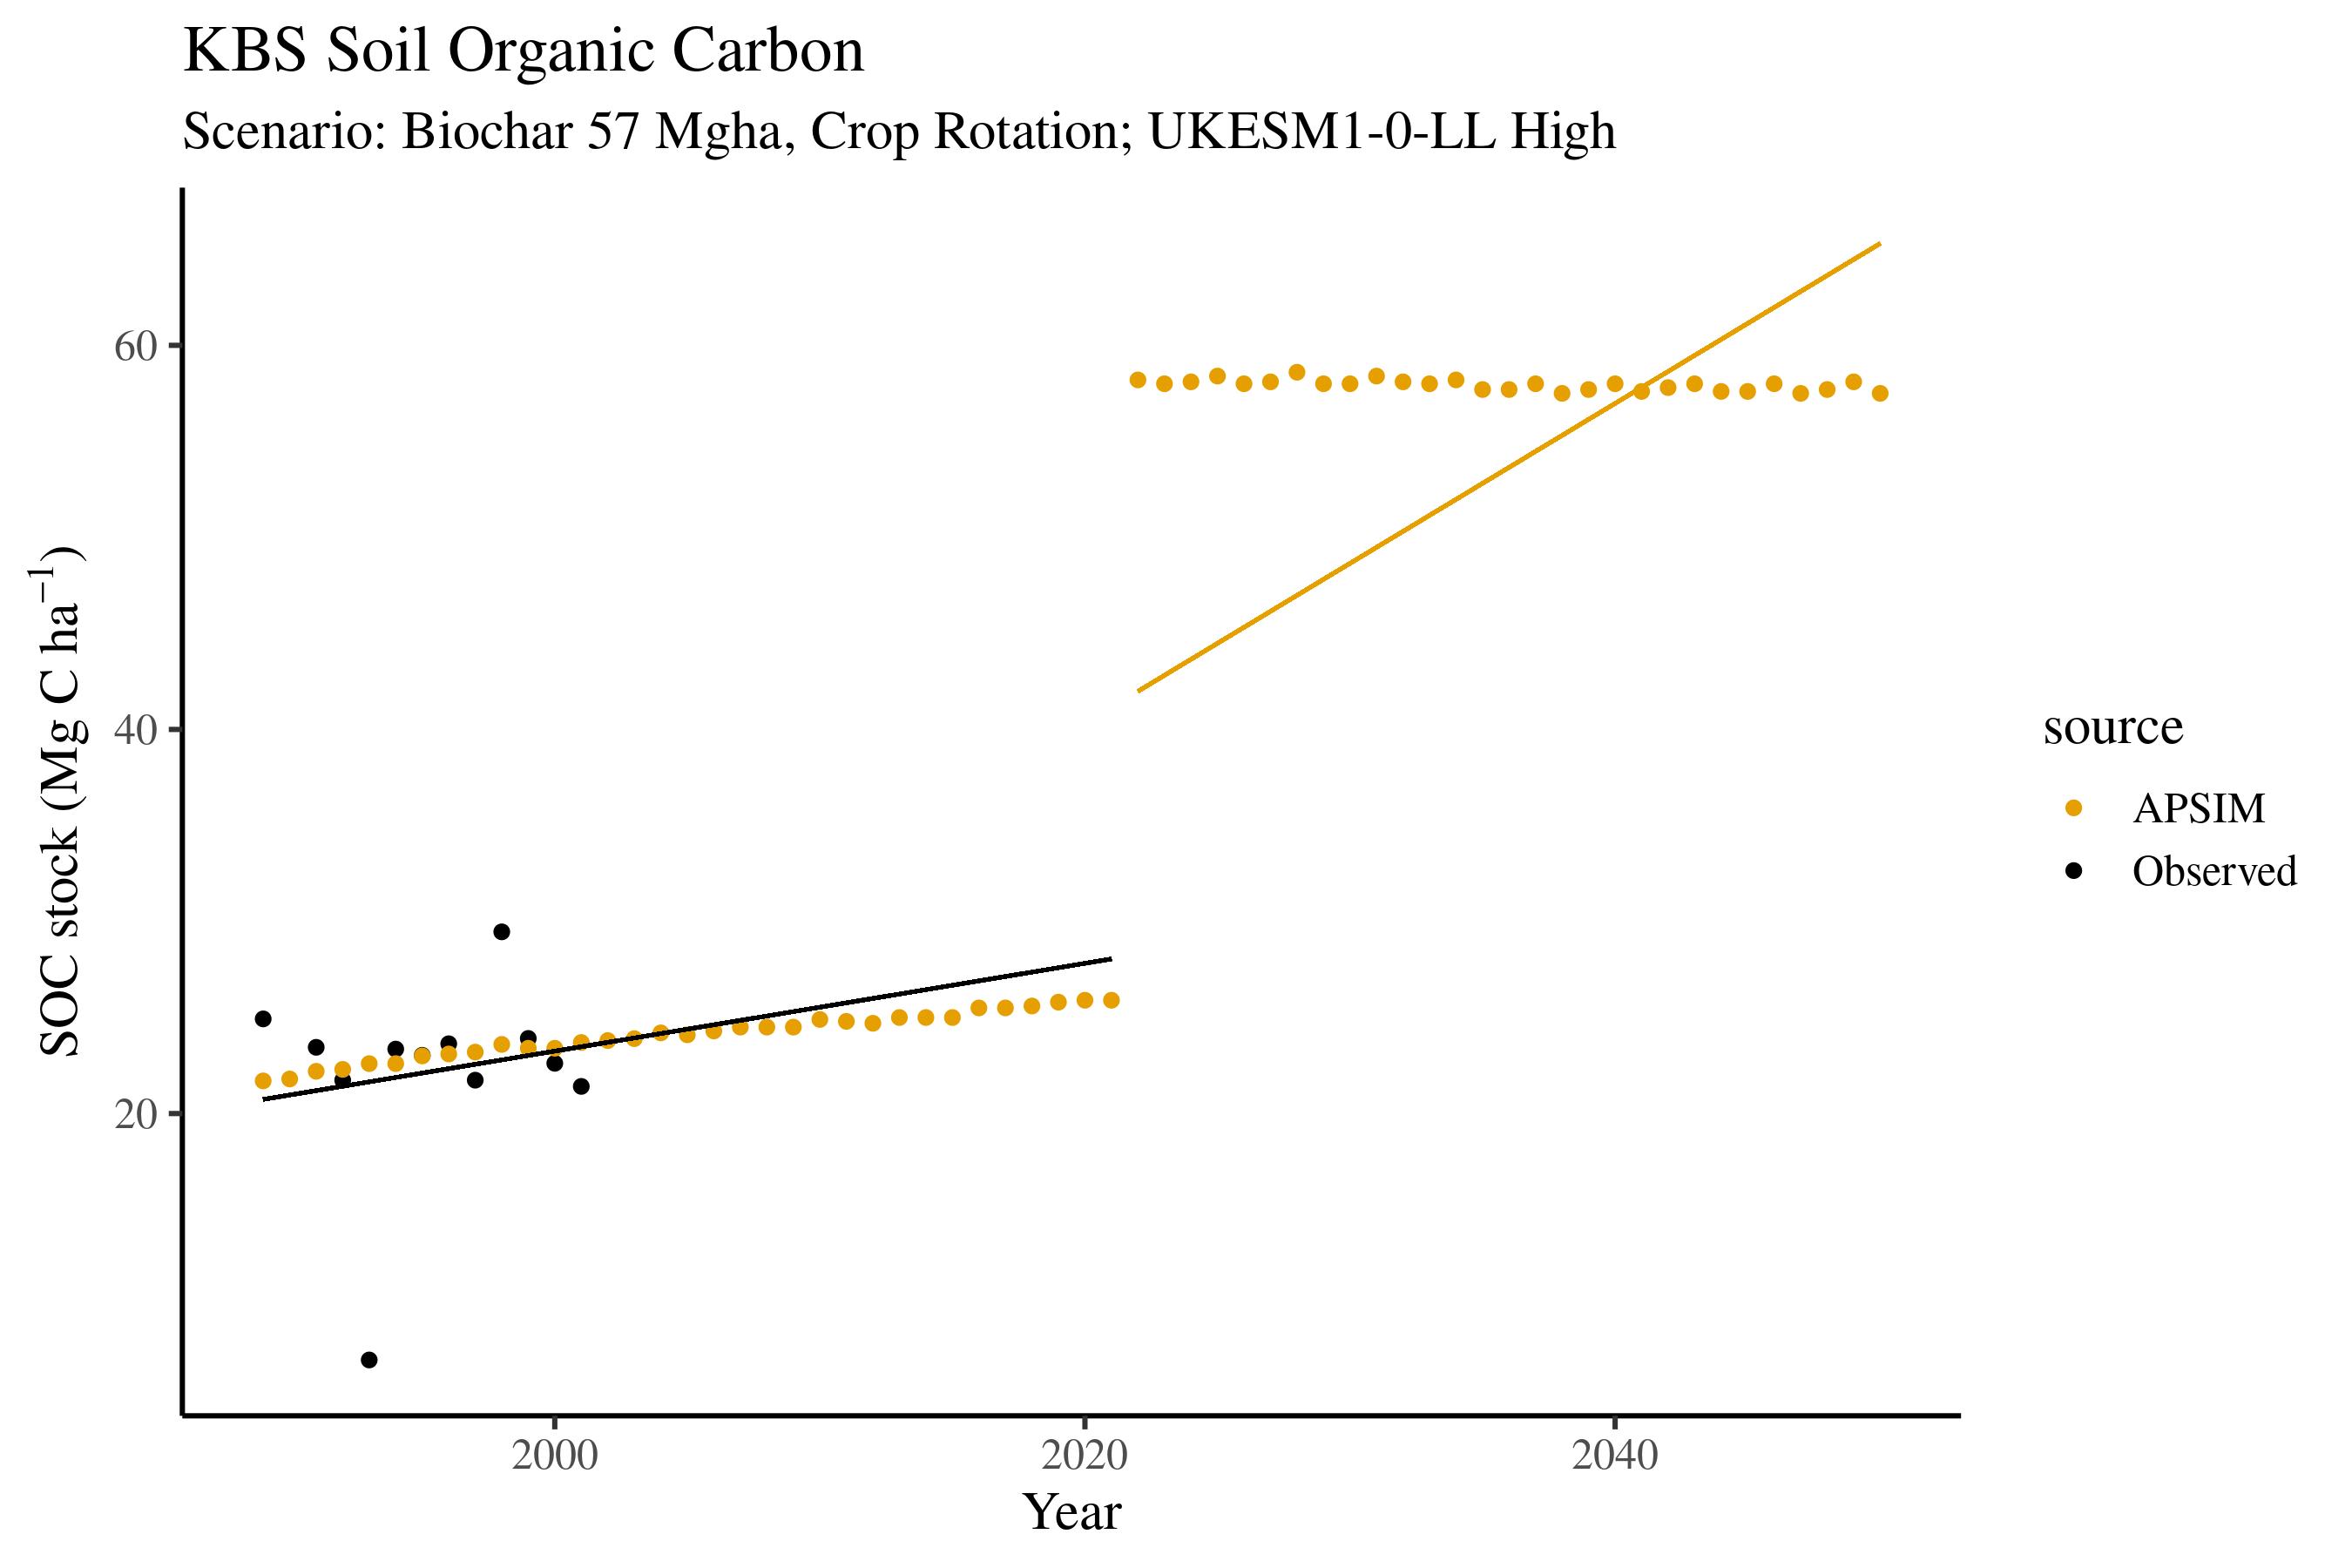 KBS Soil Organic Carbon
Scenario: Biochar 57 Mgha, Crop Rotation; UKESM1-0-LL High
SOC stock (Mg C ha⁻¹)
60
40
20
2000
2020
2040
Year
source
APSIM
Observed